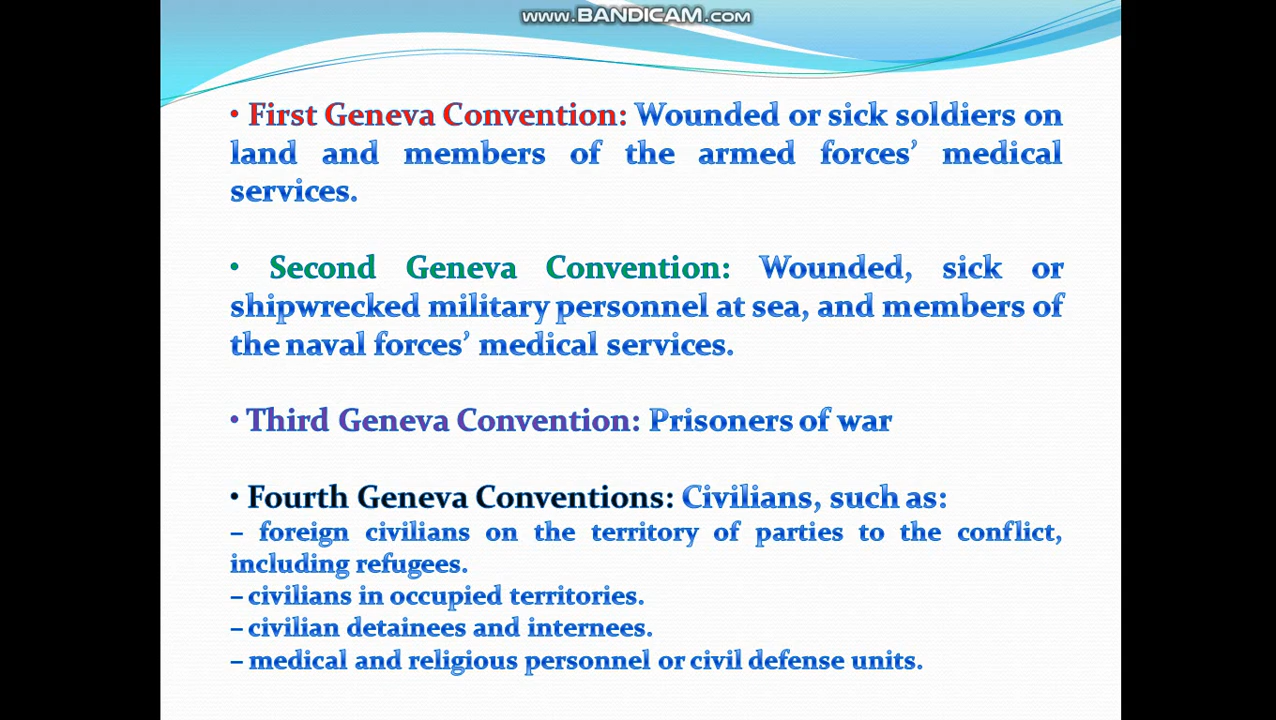 www.BANDICAM.com
• First Geneva Convention: Wounded or sick soldiers on
land and members of the armed forces’ medical
services.
• Second Geneva Convention: Wounded, sick or
shipwrecked military personnel at sea, and members of
the naval forces’ medical services.
• Third Geneva Convention: Prisoners of war
• Fourth Geneva Conventions: Civilians, such as:
– foreign civilians on the territory of parties to the conflict,
including refugees.
– civilians in occupied territories.
– civilian detainees and internees.
– medical and religious personnel or civil defense units.